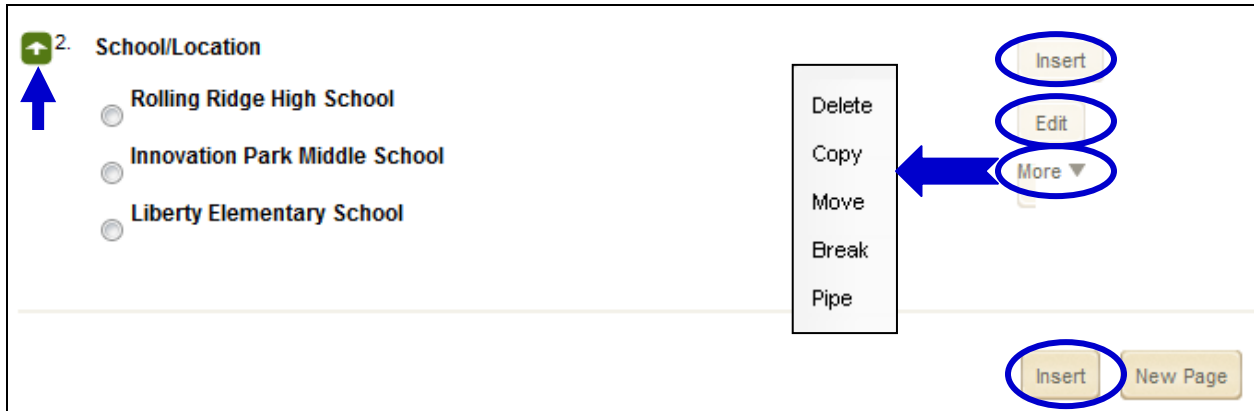 2. School/Location
Rolling Ridge High School
Innovation Park Middle School
Liberty Elementary School
Delete
Copy
Move
Break
Pipe
Insert
Edit
More ▼
Insert
New Page